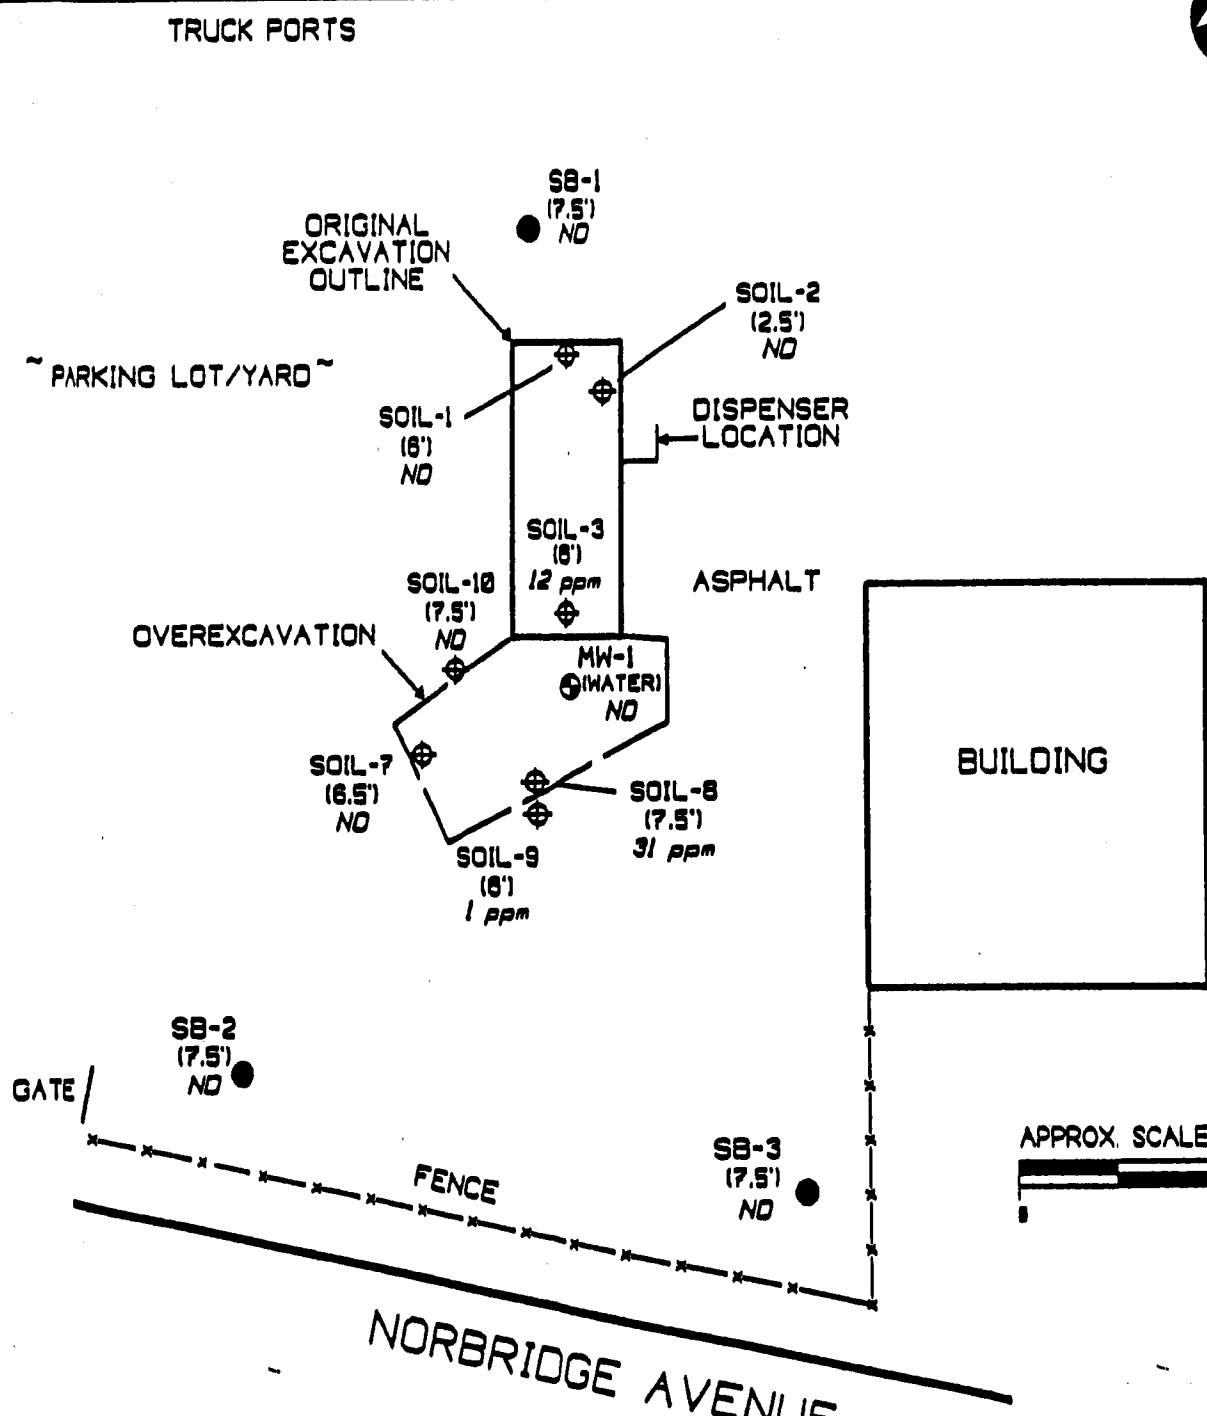 TRUCK PORTS
SB-1
(7.5')
ND
ORIGINAL
EXCAVATION
OUTLINE
SOIL-2
(2.5')
ND
~PARKING LOT/YARD~
SOIL-1
(6')
ND
DISPENSER
LOCATION
SOIL-3
(6')
12 ppm
SOIL-10
(7.5')
ND
ASPHALT
OVEREXCAVATION
MW-1
(WATER)
ND
BUILDING
SOIL-7
(6.5')
ND
SOIL-8
(7.5')
31 ppm
SOIL-9
(6')
1 ppm
SB-2
(7.5')
ND
GATE
SB-3
(7.5')
ND
APPROX. SCALE
0
FENCE
NORBRIDGE AVENUE